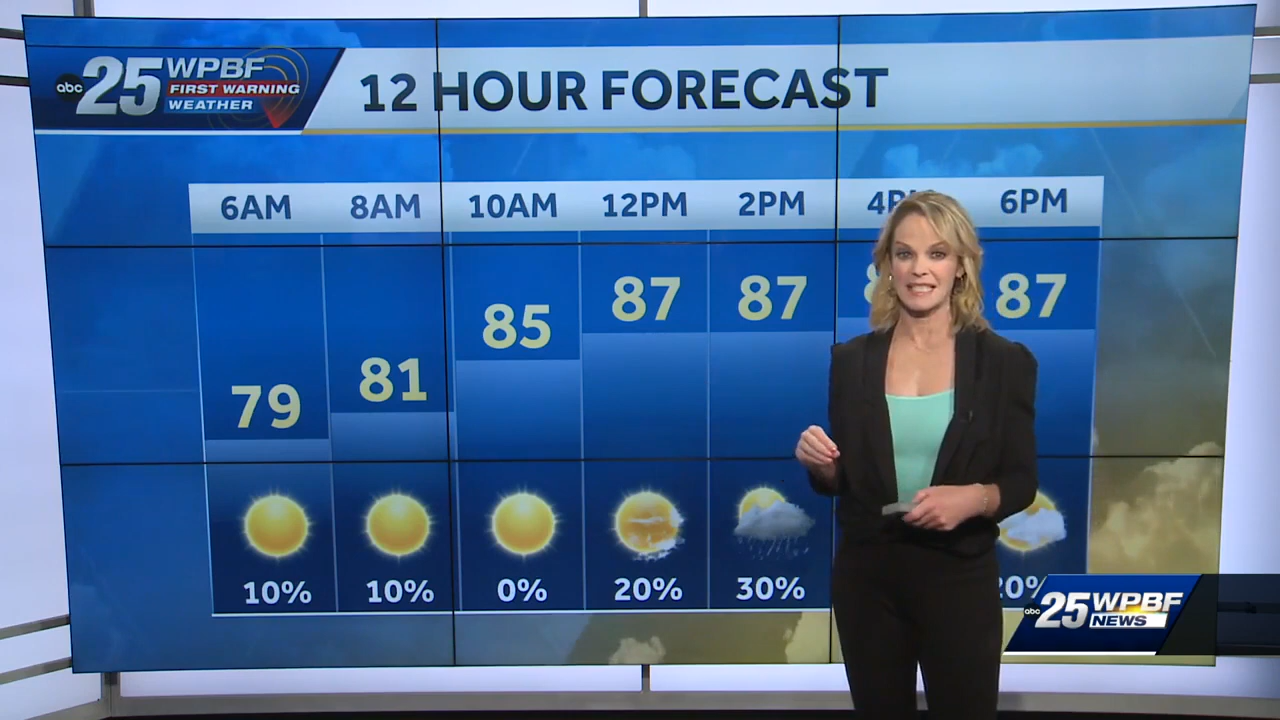 abc 25 WPBF
FIRST WARNING
WEATHER
12 HOUR FORECAST
6AM 8AM 10AM 12PM 2PM 6PM
79 81 85 87 87 87
10% 10% 0% 20% 30% 20%
abc 25 WPBF
NEWS